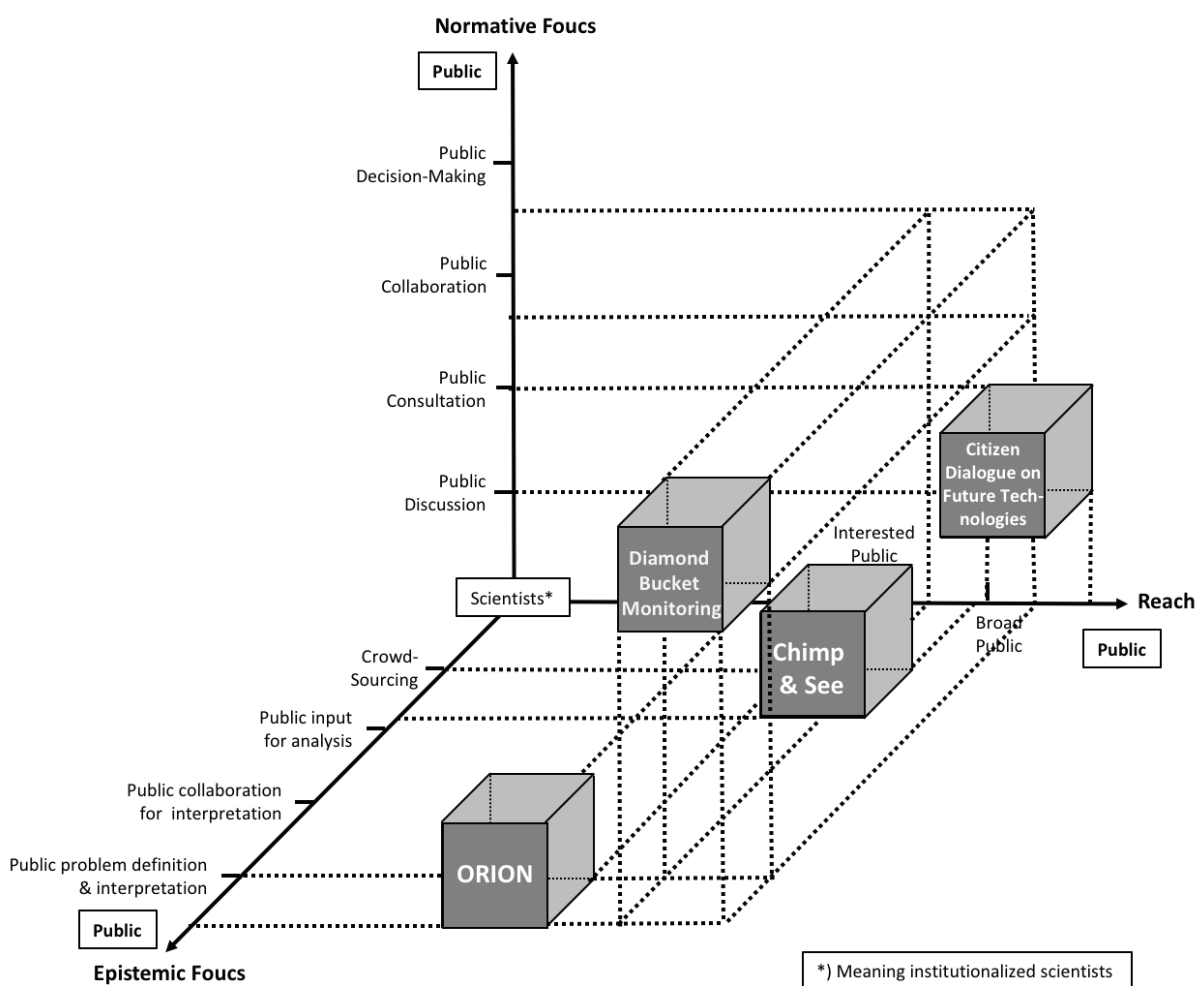 Normative Foucs
Public
Public
Decision-Making
Public
Collaboration
Public
Consultation
Public
Discussion
Citizen
Dialogue on
Future Tech-
nologies
Interested
Public
Diamond
Bucket
Monitoring
Scientists*
Reach
Broad
Public
Public
Chimp
& See
Crowd-
Sourcing
Public input
for analysis
Public collaboration
for interpretation
Public problem definition
& interpretation
ORION
Public
Epistemic Foucs
*) Meaning institutionalized scientists